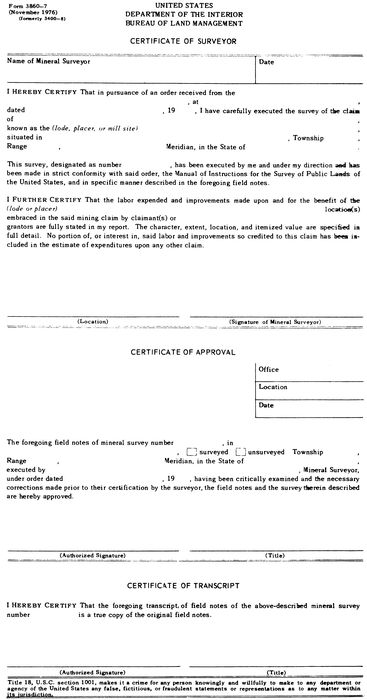 Form 3860-7
(November 1976)
(formerly 3400-8)
UNITED STATES
DEPARTMENT OF THE INTERIOR
BUREAU OF LAND MANAGEMENT
CERTIFICATE OF SURVEYOR
Name of Mineral Surveyor
Date
I HEREBY CERTIFY That in pursuance of an order received from the
, at ,
dated , 19 , I have carefully executed the survey of the claim
of ,
known as the (lode, placer, or mill site)
situated in , Township ,
Range , Meridian, in the State of .
This survey, designated as number , has been executed by me and under my direction and has
been made in strict conformity with said order, the Manual of Instructions for the Survey of Public Lands of
the United States, and in specific manner described in the foregoing field notes.
I FURTHER CERTIFY That the labor expended and improvements made upon and for the benefit of the
(lode or placer) location(s)
embraced in the said mining claim by claimant(s) or
grantors are fully stated in my report. The character, extent, location, and itemized value are specified in
full detail. No portion of, or interest in, said labor and improvements so credited to this claim has been in-
cluded in the estimate of expenditures upon any other claim.
(Location)
(Signature of Mineral Surveyor)
CERTIFICATE OF APPROVAL
Office
Location
Date
The foregoing field notes of mineral survey number , in
, surveyed unsurveyed Township ,
Range , Meridian, in the State of
executed by , Mineral Surveyor,
under order dated , 19 , having been critically examined and the necessary
corrections made prior to their certification by the surveyor, the field notes and the survey therein described
are hereby approved.
(Authorized Signature)
(Title)
CERTIFICATE OF TRANSCRIPT
I HEREBY CERTIFY That the foregoing transcript of field notes of the above-described mineral survey
number is a true copy of the original field notes.
(Authorized Signature)
(Title)
Title 18, U.S.C. section 1001, makes it a crime for any person knowingly and willfully to make to any department or
agency of the United States any false, fictitious, or fraudulent statements or representations as to any matter within
its jurisdiction.